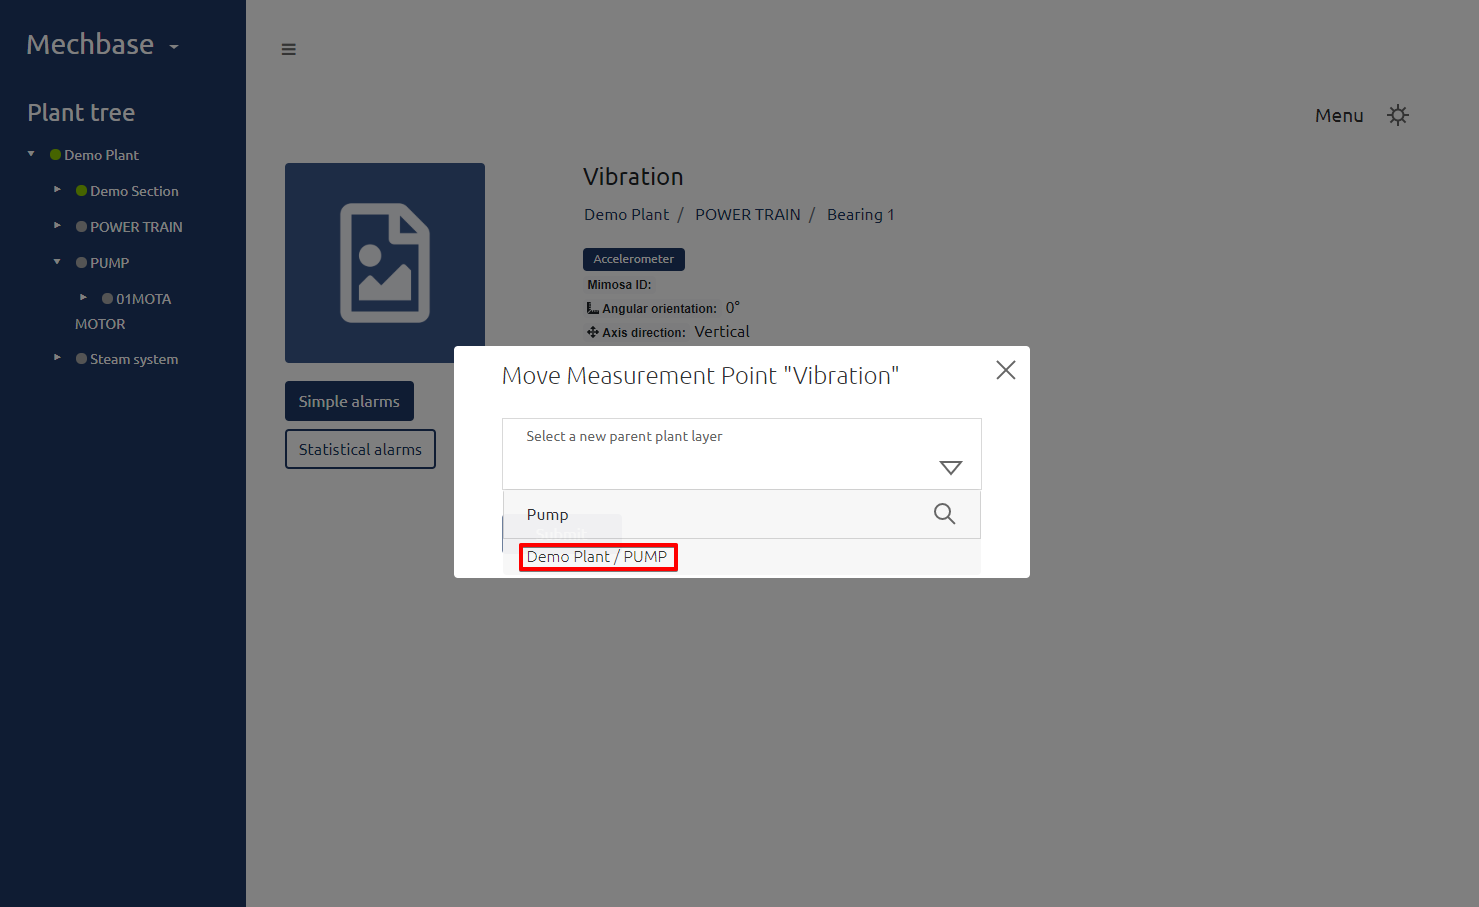 Mechbase
Plant tree
Demo Plant
Demo Section
POWER TRAIN
PUMP
01MOTA
MOTOR
Steam system
Menu
Vibration
Demo Plant / POWER TRAIN / Bearing 1
Accelerometer
Mimosa ID:
Angular orientation: 0°
Axis direction: Vertical
Simple alarms
Statistical alarms
Move Measurement Point "Vibration"
Select a new parent plant layer
Pump
Submit
Demo Plant / PUMP